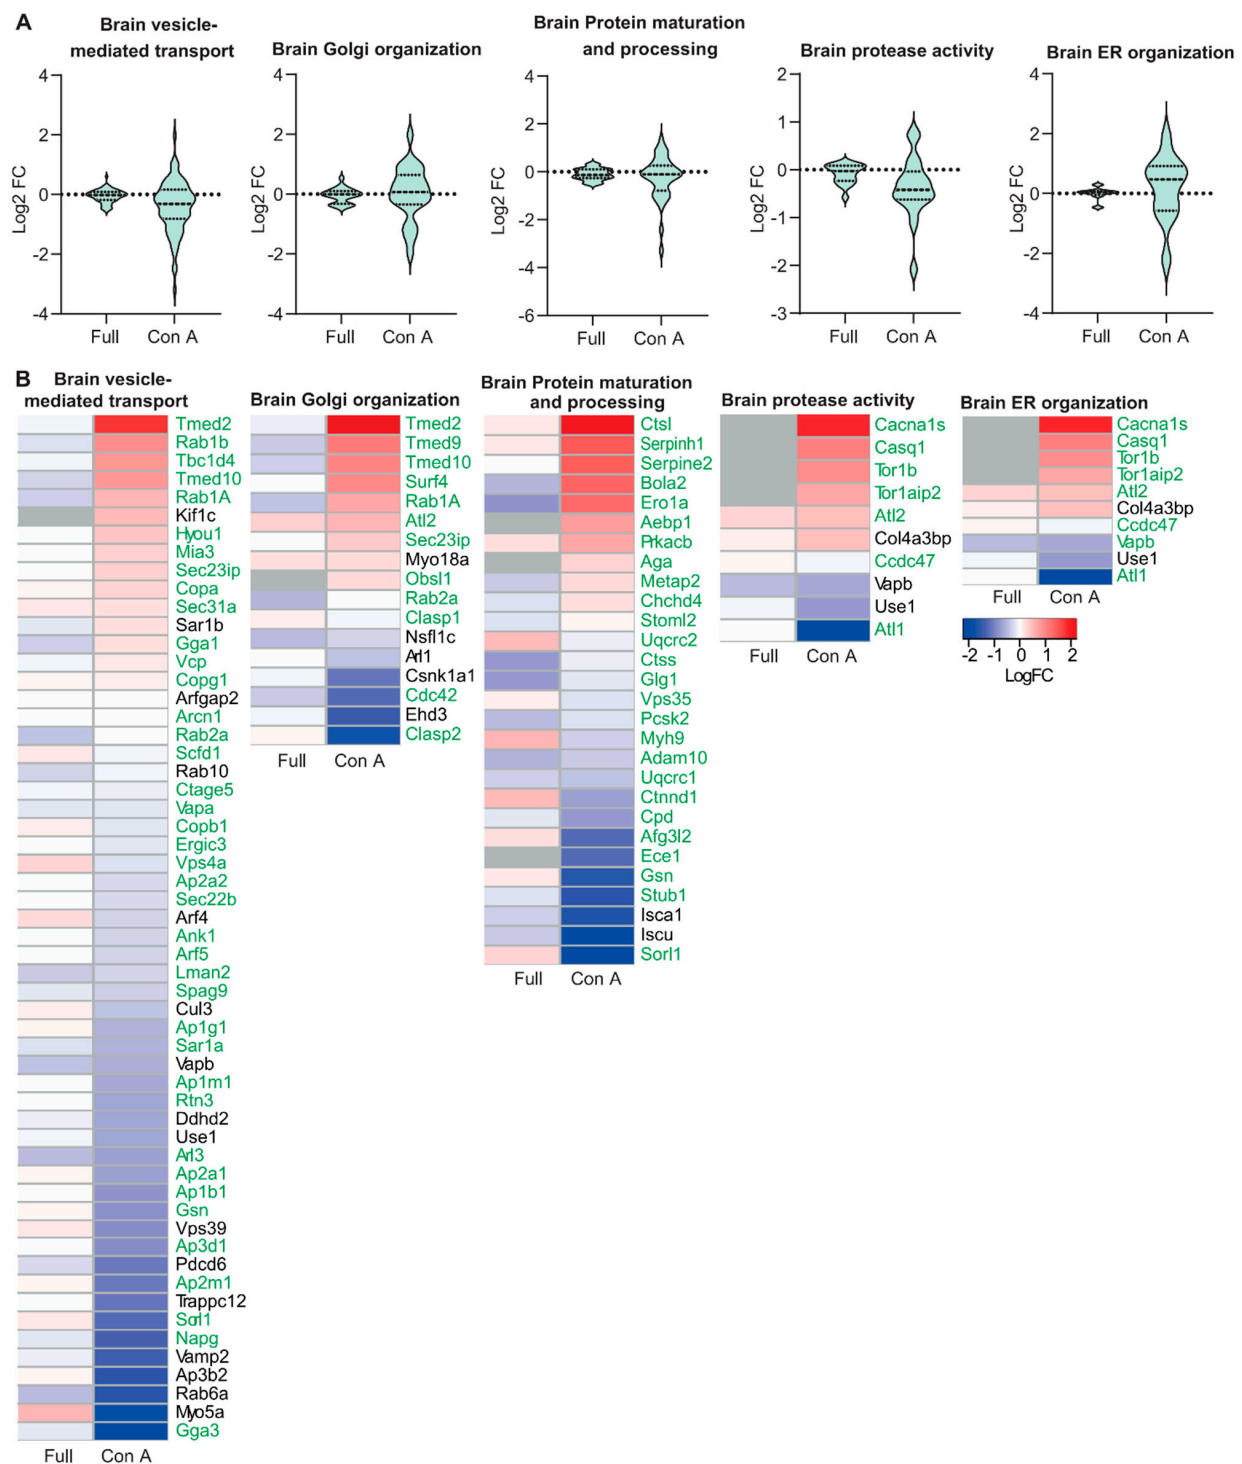 A
Brain vesicle-
mediated transport
Brain Golgi organization
Brain Protein maturation
and processing
Brain protease activity
Brain ER organization
Log2 FC
4
2
0
-2
-4
Full
Con A
Log2 FC
4
2
0
-2
-4
Full
Con A
Log2 FC
4
2
0
-2
-4
-6
Full
Con A
Log2 FC
2
1
0
-1
-2
-3
Full
Con A
Log2 FC
4
2
0
-2
-4
Full
Con A
B
Brain vesicle-
mediated transport
Tmed2
Rab1b
Tbc1d4
Tmed10
Rab1A
Kif1c
Hyou1
Mia3
Sec23ip
Copa
Sec31a
Sar1b
Gga1
Vcp
Copg1
Arfgap2
Arcn1
Rab2a
Scfd1
Rab10
Ctage5
Vapa
Copb1
Ergic3
Vps4a
Ap2a2
Sec22b
Arf4
Ank1
Arf5
Lman2
Spag9
Cul3
Ap1g1
Sar1a
Vapb
Ap1m1
Rtn3
Ddhd2
Use1
Arl3
Ap2a1
Ap1b1
Gsn
Vps39
Ap3d1
Pdcd6
Ap2m1
Trappc12
Sorl1
Napg
Vamp2
Ap3b2
Rab6a
Myo5a
Gga3
Full
Con A
Brain Golgi organization
Tmed2
Tmed9
Tmed10
Surf4
Rab1A
Atl2
Sec23ip
Myo18a
Obsl1
Rab2a
Clasp1
Nsfl1c
Arl1
Csnk1a1
Cdc42
Ehd3
Clasp2
Full
Con A
Brain Protein maturation
and processing
Ctsl
Serpinh1
Serpine2
Bola2
Ero1a
Aebp1
Prkacb
Aga
Metap2
Chchd4
Stoml2
Uqcrc2
Ctss
Glg1
Vps35
Pcsk2
Myh9
Adam10
Uqcrc1
Ctnnd1
Cpd
Afg3l2
Ece1
Gsn
Stub1
Isca1
Iscu
Sorl1
Full
Con A
Brain protease activity
Cacna1s
Casq1
Tor1b
Tor1aip2
Atl2
Col4a3bp
Ccdc47
Vapb
Use1
Atl1
Full
Con A
Brain ER organization
Cacna1s
Casq1
Tor1b
Tor1aip2
Atl2
Col4a3bp
Ccdc47
Vapb
Use1
Atl1
Full
Con A
-2 -1 0 1 2
LogFC